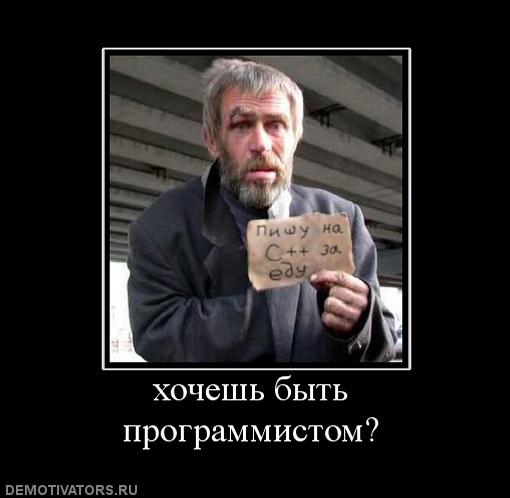 Пишу на
C++ за
еду
хочешь быть
программистом?
DEMOTIVATORS.RU